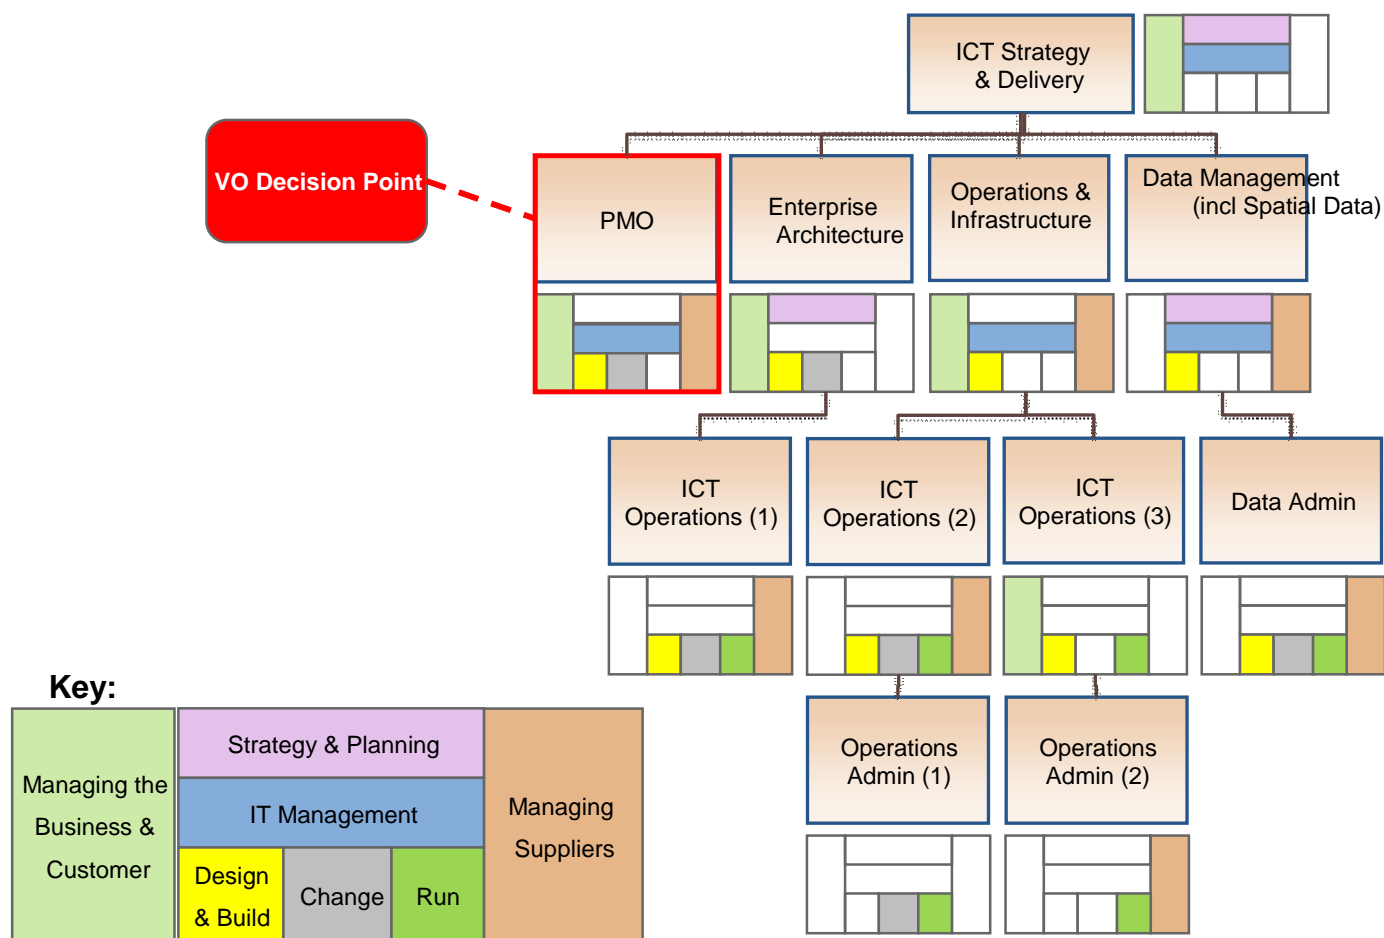 ICT Strategy
& Delivery
VO Decision Point
PMO
Enterprise
Architecture
Operations &
Infrastructure
Data Management
(incl Spatial Data)
ICT
Operations (1)
ICT
Operations (2)
ICT
Operations (3)
Data Admin
Operations
Admin (1)
Operations
Admin (2)
Key:
Managing the
Business &
Customer
Strategy & Planning
IT Management
Design
& Build
Change
Run
Managing
Suppliers